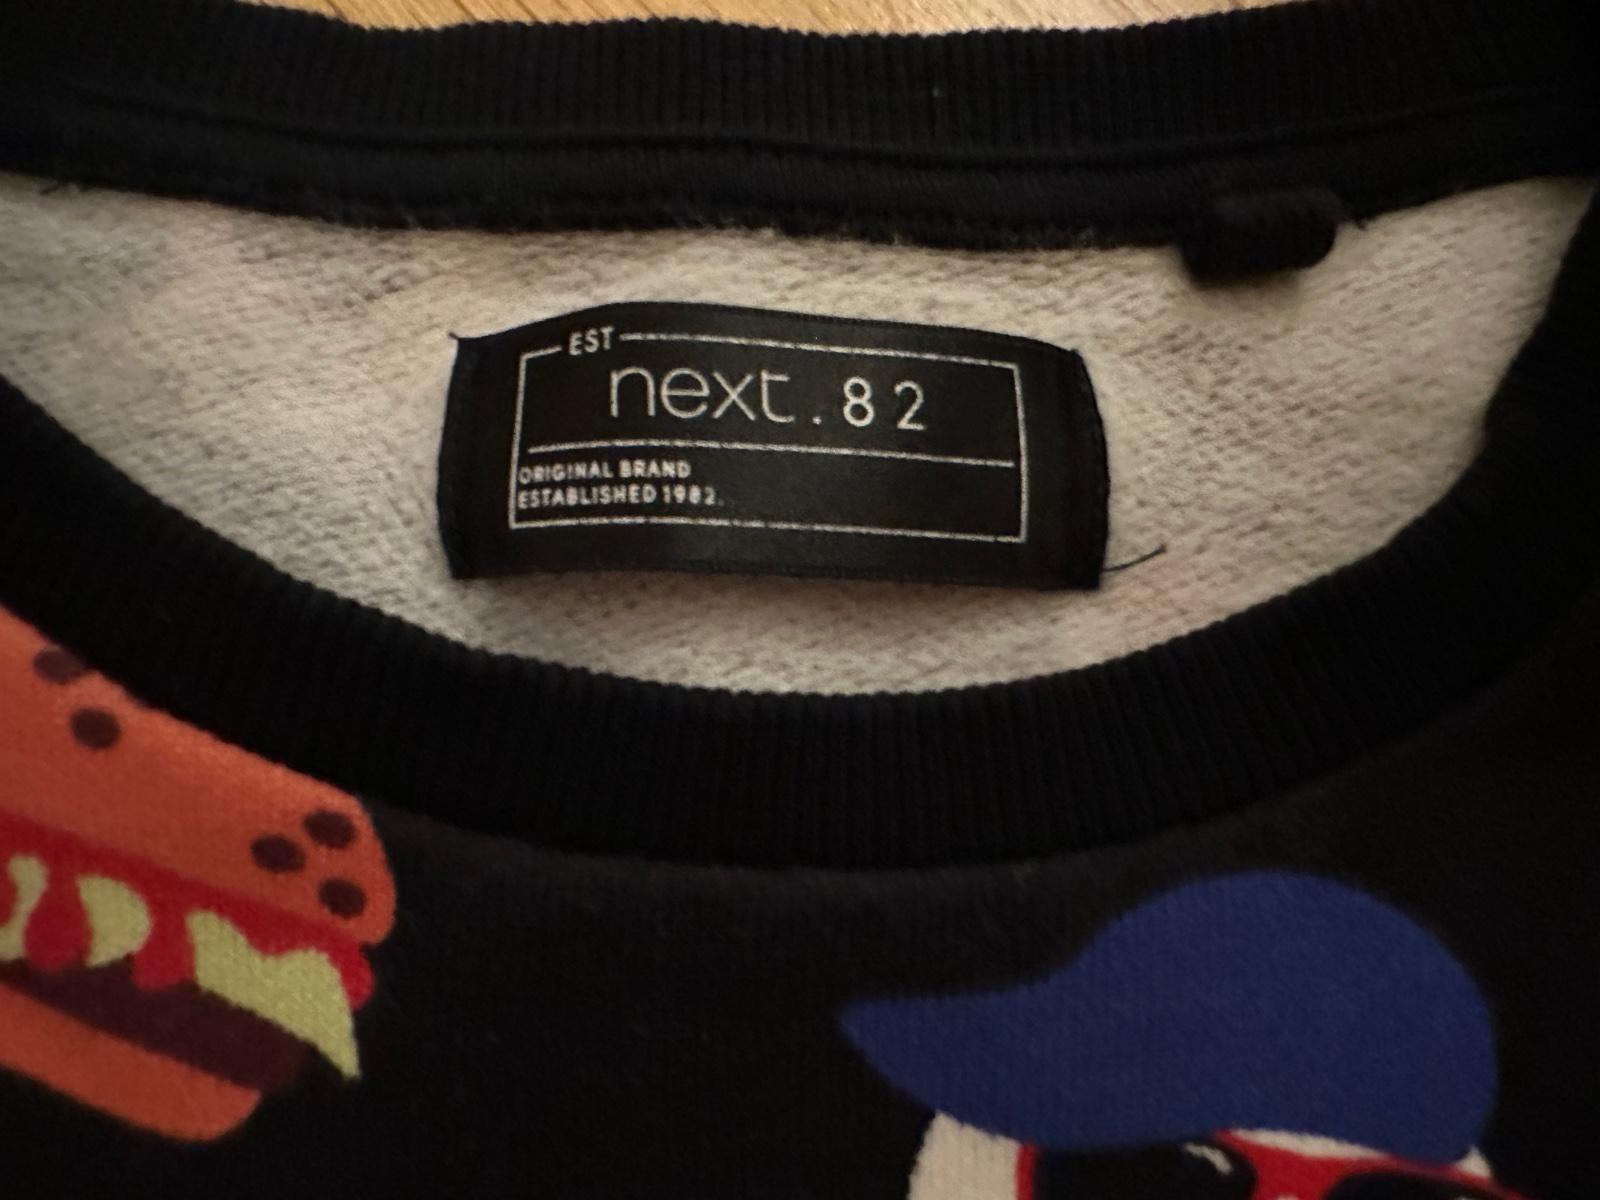 EST
next.82
ORIGINAL BRAND
ESTABLISHED 1982.